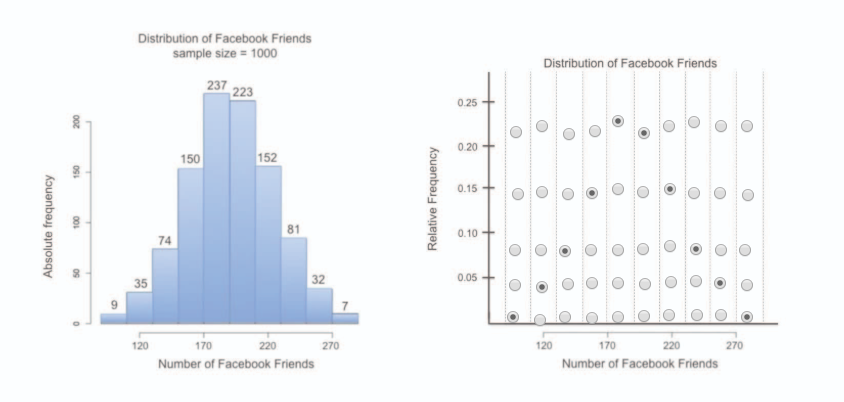 Distribution of Facebook Friends
sample size = 1000
237
223
150
152
74
81
35
32
9
7
200
150
100
50
0
Absolute frequency
120 170 220 270
Number of Facebook Friends
Distribution of Facebook Friends
0.25
0.20
0.15
0.10
0.05
Relative Frequency
120 170 220 270
Number of Facebook Friends